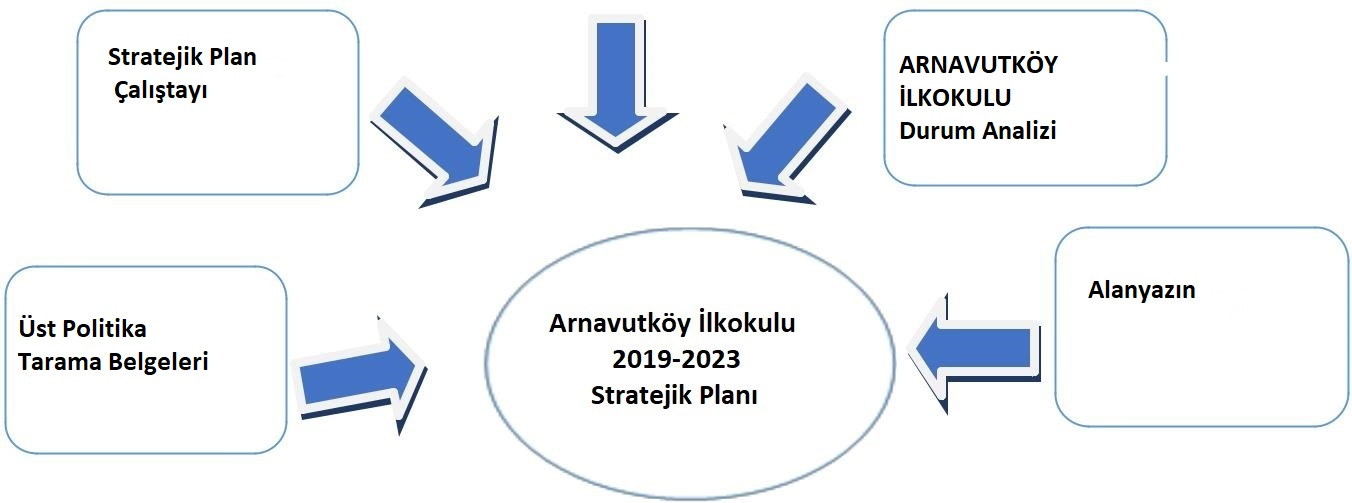 Stratejik Plan
Çalıştayı
ARNAVUTKÖY
İLKOKULU
Durum Analizi
Üst Politika
Tarama Belgeleri
Arnavutköy İlkokulu
2019-2023
Stratejik Planı
Alanyazın